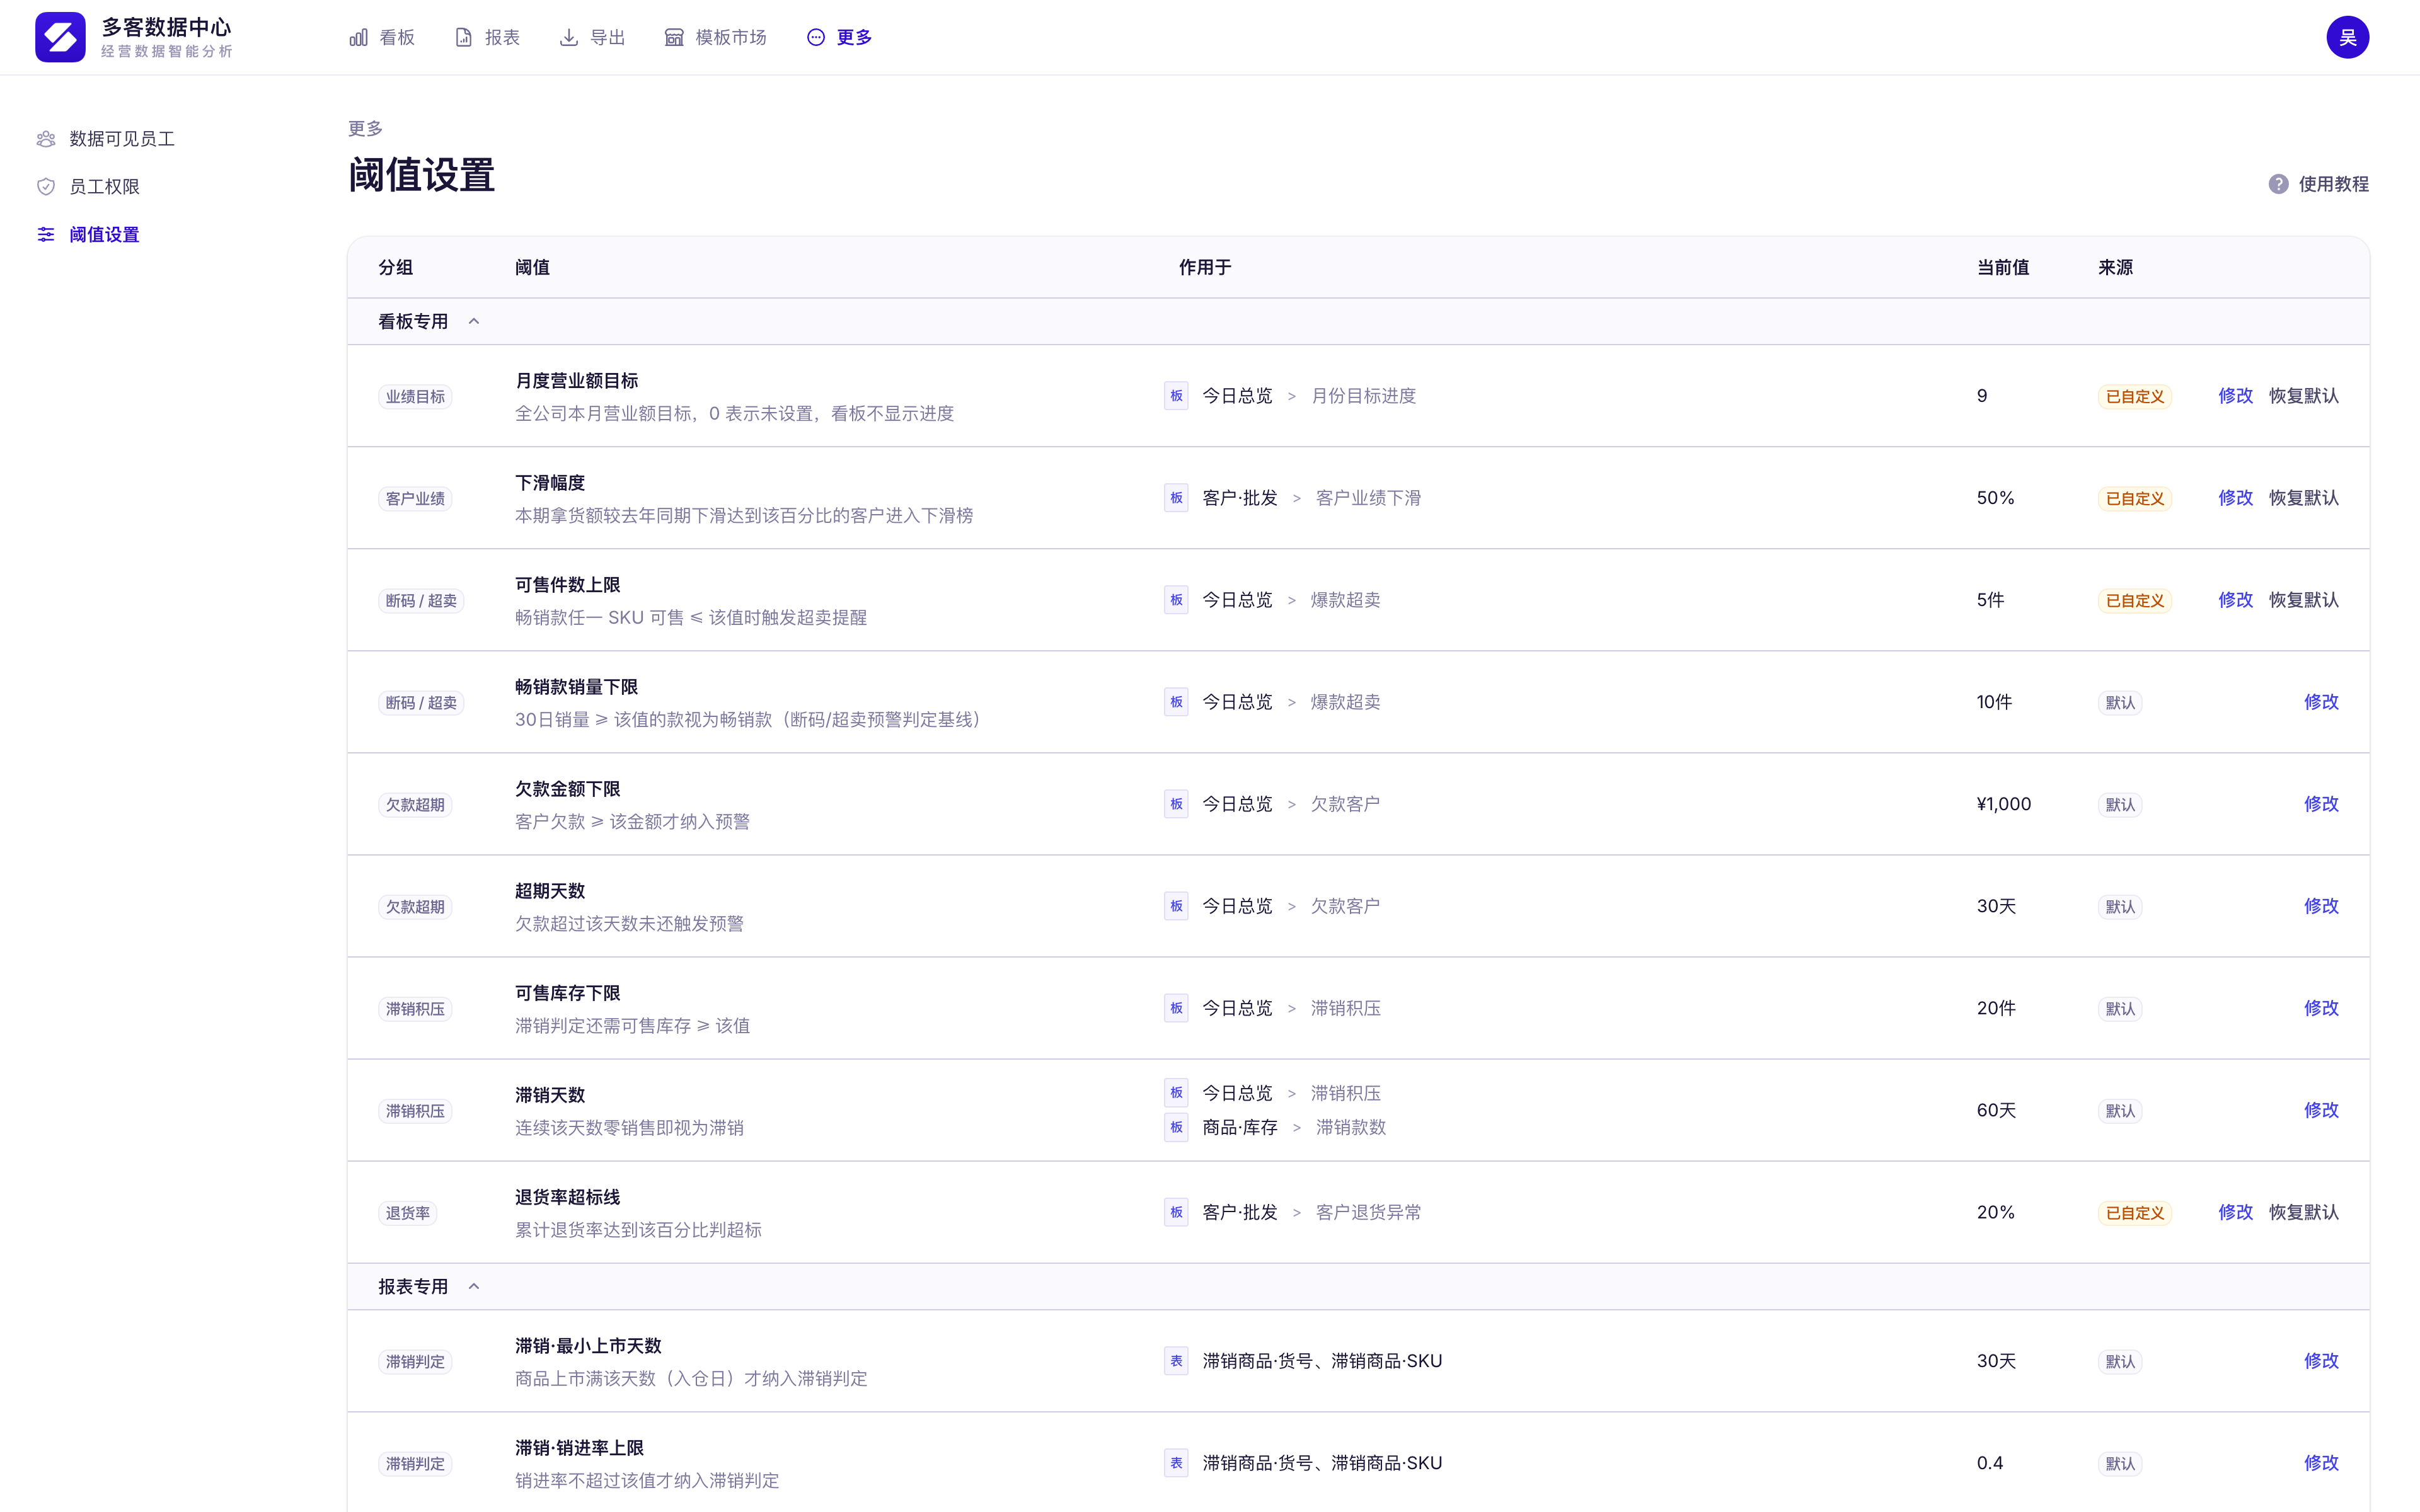 多客数据中心
经营数据智能分析
看板 报表 导出 模板市场 更多
吴
数据可见员工
员工权限
阈值设置
更多
阈值设置
? 使用教程
分组 阈值 作用于 当前值 来源
看板专用
业绩目标 月度营业额目标 板 今日总览 > 月份目标进度 9 已自定义 修改 恢复默认
全公司本月营业额目标，0 表示未设置，看板不显示进度
客户业绩 下滑幅度 板 客户·批发 > 客户业绩下滑 50% 已自定义 修改 恢复默认
本期拿货额较去年同期下滑达到该百分比的客户进入下滑榜
断码 / 超卖 可售件数上限 板 今日总览 > 爆款超卖 5件 已自定义 修改 恢复默认
畅销款任一 SKU 可售 ≤ 该值时触发超卖提醒
断码 / 超卖 畅销款销量下限 板 今日总览 > 爆款超卖 10件 默认 修改
30日销量 ≥ 该值的款视为畅销款（断码/超卖预警判定基线）
欠款超期 欠款金额下限 板 今日总览 > 欠款客户 ¥1,000 默认 修改
客户欠款 ≥ 该金额才纳入预警
欠款超期 超期天数 板 今日总览 > 欠款客户 30天 默认 修改
欠款超过该天数未还触发预警
滞销积压 可售库存下限 板 今日总览 > 滞销积压 20件 默认 修改
滞销判定还需可售库存 ≥ 该值
滞销积压 滞销天数 板 今日总览 > 滞销积压 60天 默认 修改
连续该天数零销售即视为滞销 板 商品·库存 > 滞销款数
退货率 退货率超标线 板 客户·批发 > 客户退货异常 20% 已自定义 修改 恢复默认
累计退货率达到该百分比判超标
报表专用
滞销判定 滞销·最小上市天数 表 滞销商品·货号、滞销商品·SKU 30天 默认 修改
商品上市满该天数（入仓日）才纳入滞销判定
滞销判定 滞销·销进率上限 表 滞销商品·货号、滞销商品·SKU 0.4 默认 修改
销进率不超过该值才纳入滞销判定